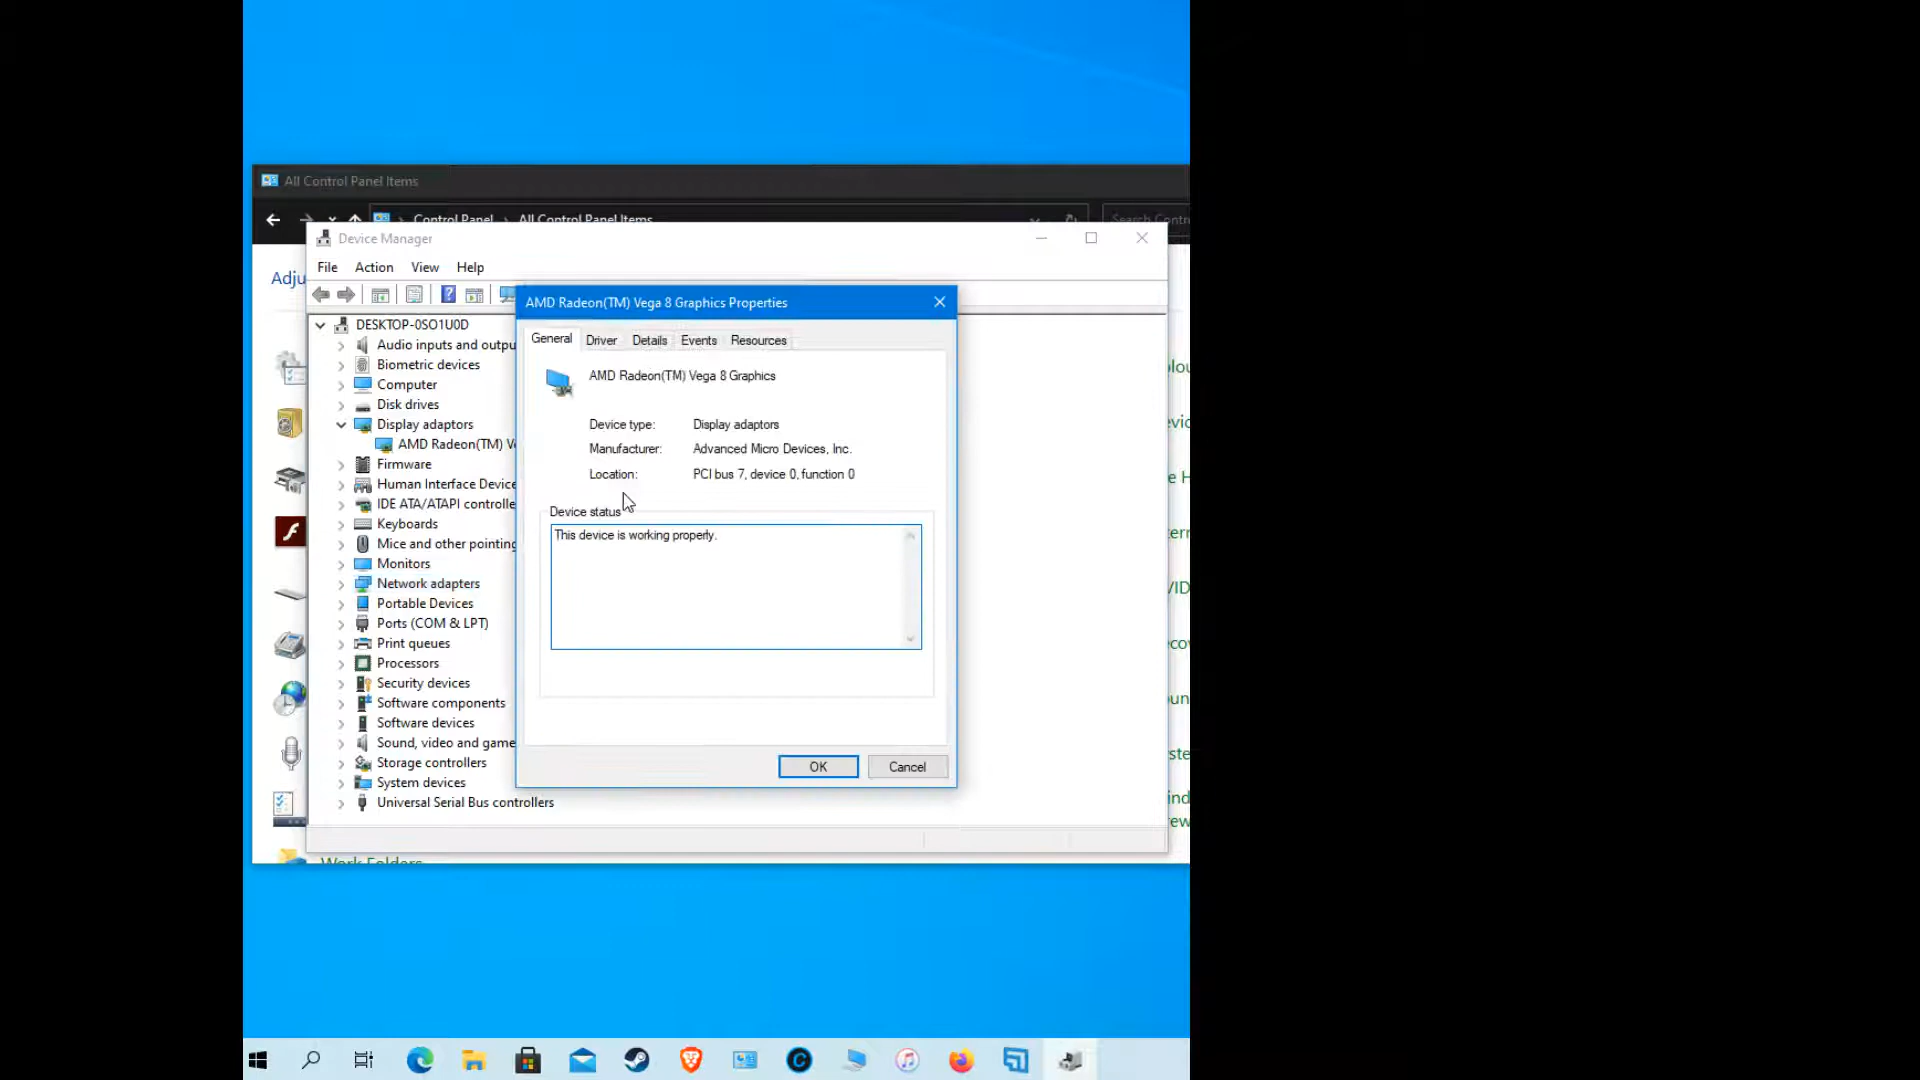 All Control Panel Items
Control Panel > All Control Panel Items
Search Contr
Device Manager
File Action View Help
Adju
AMD Radeon(TM) Vega 8 Graphics Properties
General Driver Details Events Resources
AMD Radeon(TM) Vega 8 Graphics
Device type: Display adaptors
Manufacturer: Advanced Micro Devices, Inc.
Location: PCI bus 7, device 0, function 0
Device status
This device is working properly.
OK Cancel
DESKTOP-0SO1U0D
Audio inputs and outpu
Biometric devices
Computer
Disk drives
Display adaptors
AMD Radeon(TM) V
Firmware
Human Interface Device
IDE ATA/ATAPI controlle
Keyboards
Mice and other pointing
Monitors
Network adapters
Portable Devices
Ports (COM & LPT)
Print queues
Processors
Security devices
Software components
Software devices
Sound, video and game
Storage controllers
System devices
Universal Serial Bus controllers
Work Folders